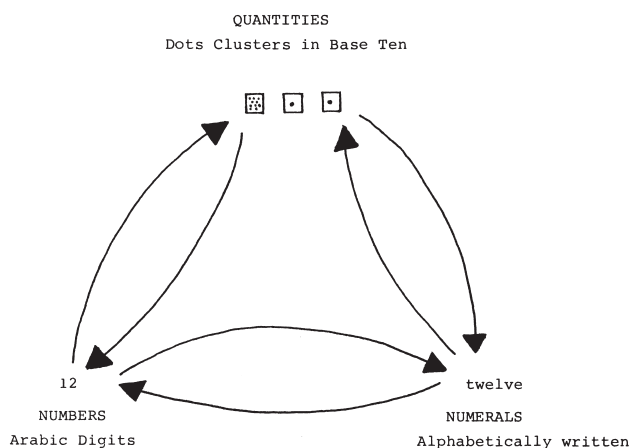 QUANTITIES
Dots Clusters in Base Ten
12
NUMBERS
Arabic Digits
twelve
NUMERALS
Alphabetically written